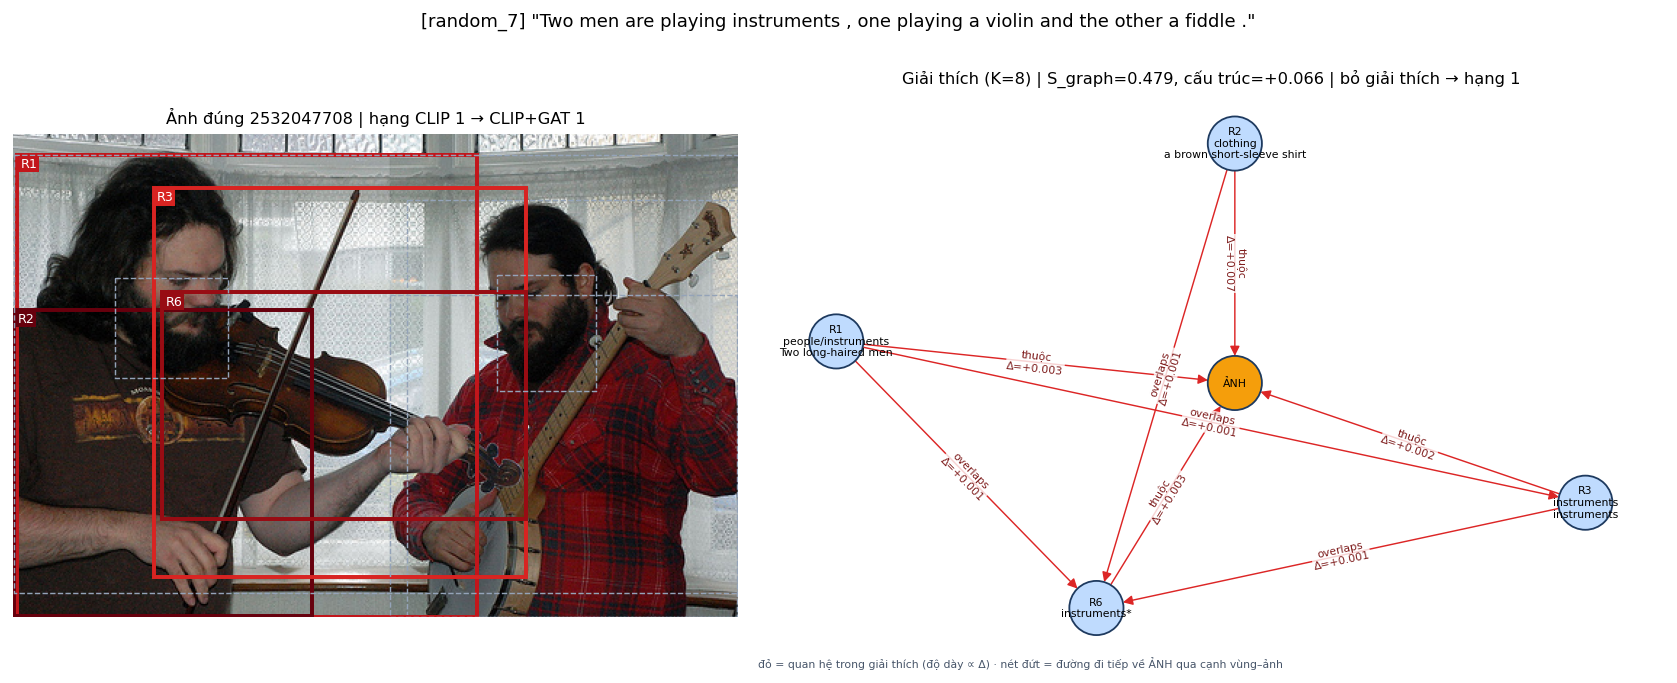 [random_7] "Two men are playing instruments , one playing a violin and the other a fiddle ."
Ảnh đúng 2532047708 | hạng CLIP 1 → CLIP+GAT 1
R1
R3
R6
R2
Giải thích (K=8) | S_graph=0.479, cấu trúc=+0.066 | bỏ giải thích → hạng 1
R2
clothing
a brown short-sleeve shirt
thuộc
Δ=+0.007
R1
people/instruments
Two long-haired men
thuộc
Δ=+0.003
overlaps
Δ=+0.001
ẢNH
overlaps
Δ=+0.001
thuộc
Δ=+0.002
overlaps
Δ=+0.001
thuộc
Δ=+0.003
R3
instruments
instruments
overlaps
Δ=+0.001
R6
instruments*
đỏ = quan hệ trong giải thích (độ dày ∝ Δ) · nét đứt = đường đi tiếp về ẢNH qua cạnh vùng–ảnh